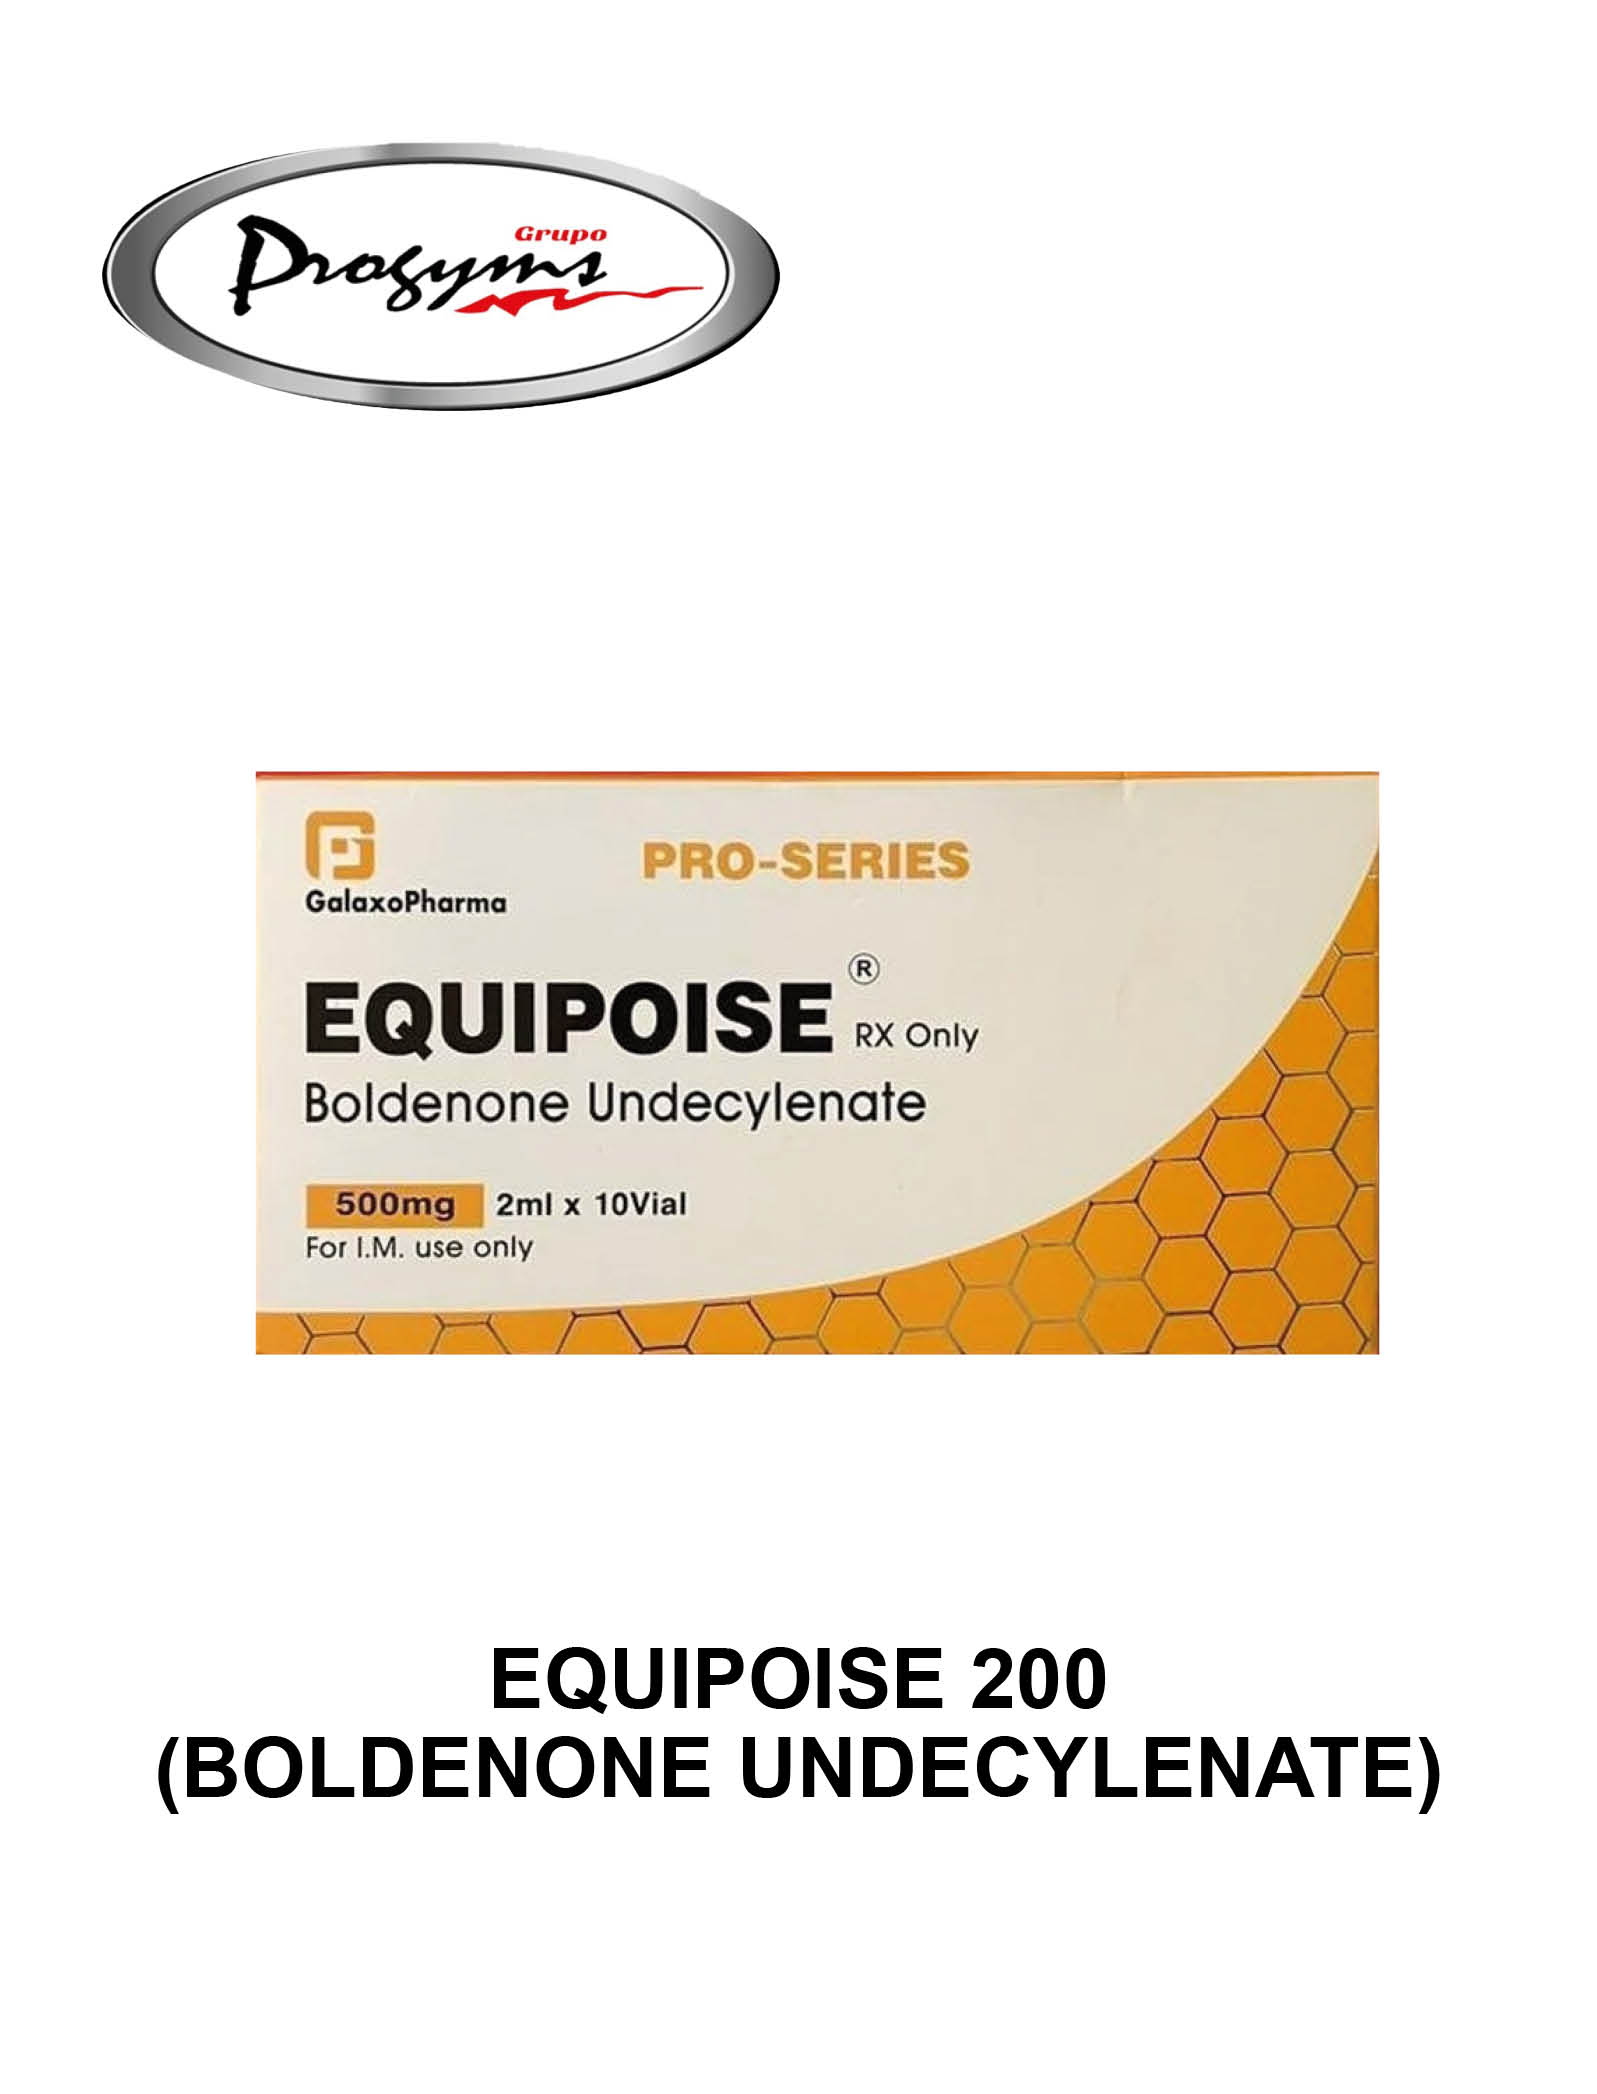 Grupo
Progyms
GalaxoPharma
PRO-SERIES
EQUIPOISE ®
RX Only
Boldenone Undecylenate
500mg 2ml x 10Vial
For I.M. use only
EQUIPOISE 200
(BOLDENONE UNDECYLENATE)